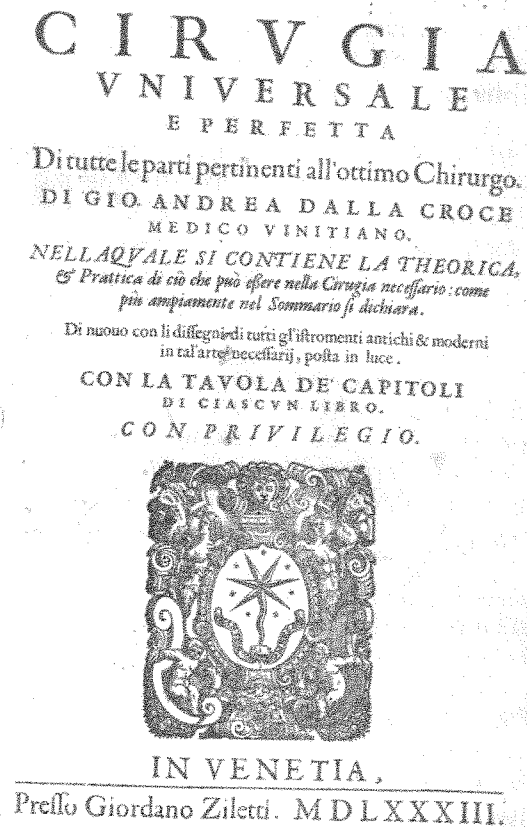 CIRVGIA
VNIVERSALE
E PERFETTA
Di tutte le parti pertinenti all'ottimo Chirurgo.
DI GIO. ANDREA DALLA CROCE
MEDICO VINITIANO.
NELLA QVALE SI CONTIENE LA THEORICA,
& Prattica di ciò che può eſſere nella Cirugia neceſſario: come
più ampiamente nel Sommario ſi dichiara.
Di nuouo con li diſſegni di tutti gl'iſtromenti antichi & moderni
in tal'arte neceſſarij, poſta in luce.
CON LA TAVOLA DE' CAPITOLI
DI CIASCVN LIBRO.
CON PRIVILEGIO.
IN VENETIA,
Preſſo Giordano Ziletti. MDLXXXIII.